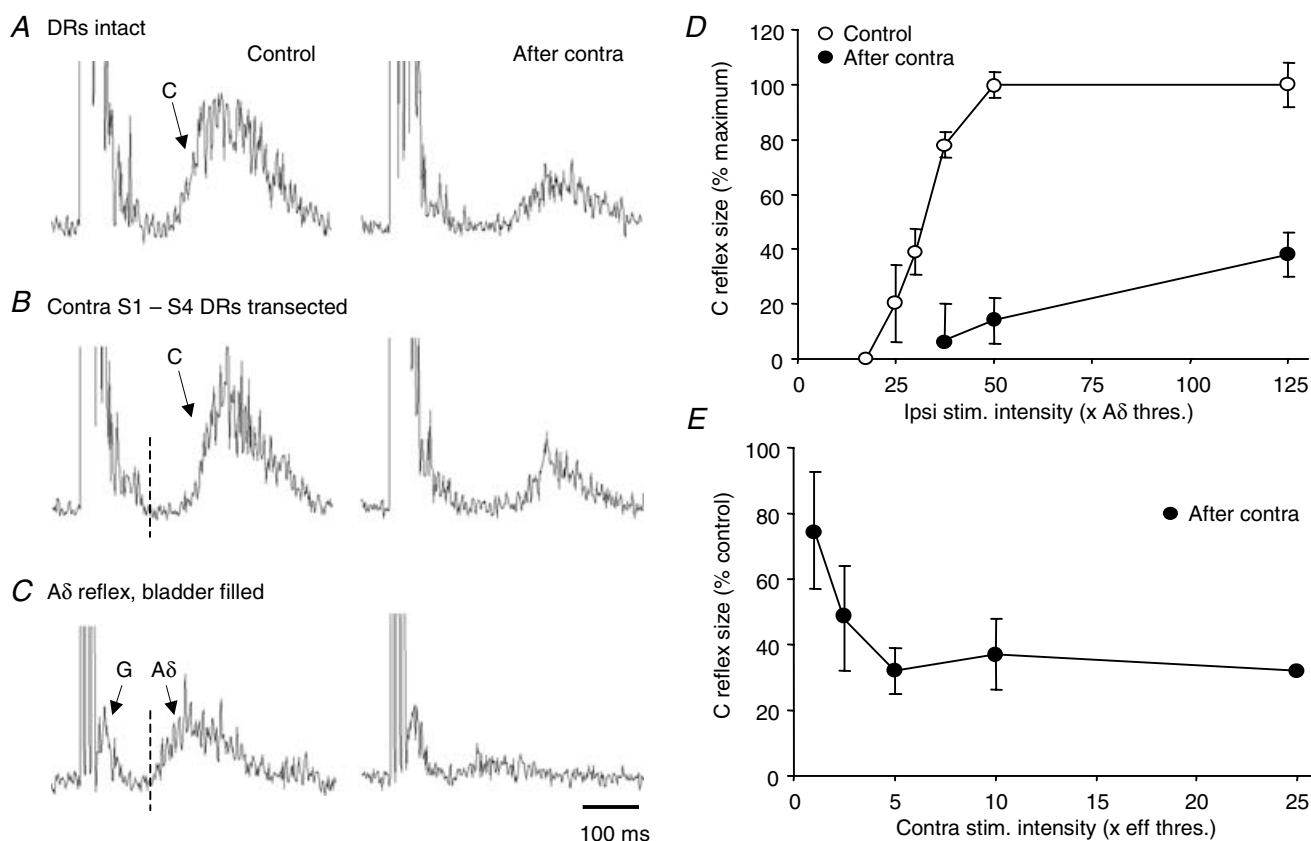 A DRs intact
Control
After contra
C
B Contra S1 – S4 DRs transected
C
C Aδ reflex, bladder filled
G
Aδ
100 ms
D
Control
After contra
C reflex size (% maximum)
120
100
80
60
40
20
0
0 25 50 75 100 125
Ipsi stim. intensity (x Aδ thres.)
E
After contra
C reflex size (% control)
100
80
60
40
20
0
0 5 10 15 20 25
Contra stim. intensity (x eff thres.)